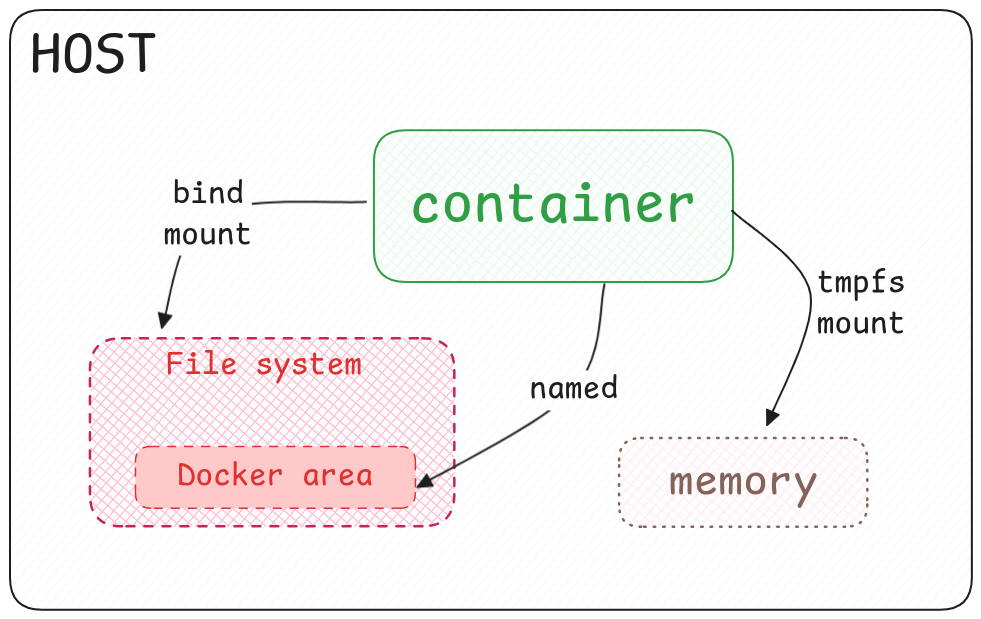 HOST
container
bind
mount
tmpfs
mount
File system
named
Docker area
memory